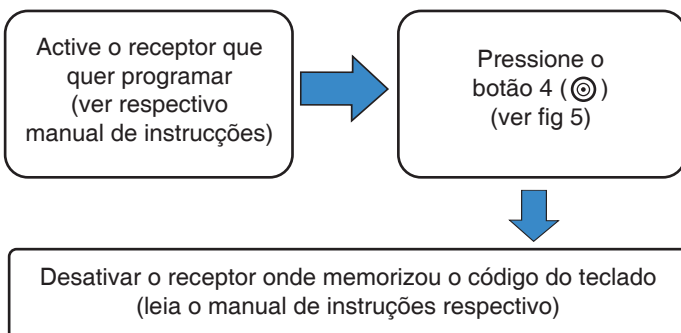 Active o receptor que
quer programar
(ver respectivo
manual de instrucções)
Pressione o
botão 4 (◎)
(ver fig 5)
Desativar o receptor onde memorizou o código do teclado
(leia o manual de instruções respectivo)